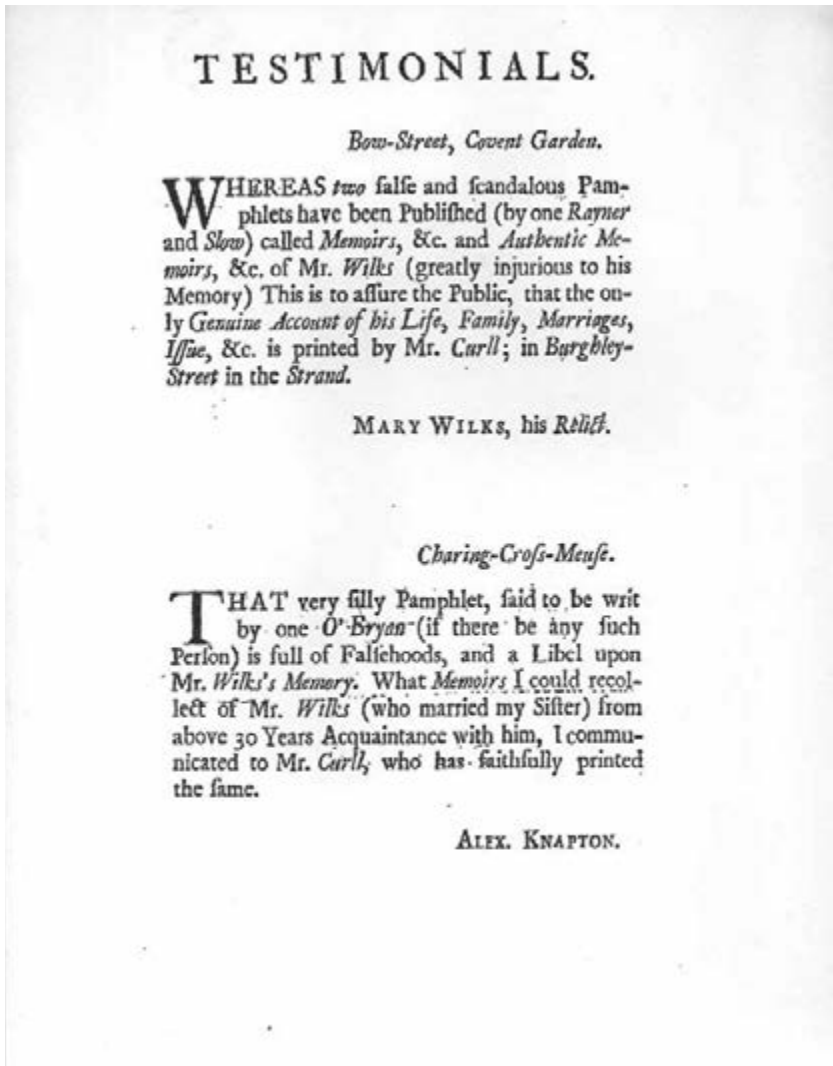 TESTIMONIALS.
Bow-Street, Covent Garden.
WHEREAS two falſe and ſcandalous Pam-
phlets have been Publiſhed (by one Rayner
and Slow) called Memoirs, &c. and Authentic Me-
moirs, &c. of Mr. Wilks (greatly injurious to his
Memory) This is to aſſure the Public, that the on-
ly Genuine Account of his Life, Family, Marriages,
Iſſue, &c. is printed by Mr. Curll; in Burghley-
Street in the Strand.
MARY WILKS, his Relict.
Charing-Croſs-Meuſe.
THAT very ſilly Pamphlet, ſaid to be writ
by one O'Bryan (if there be any ſuch
Perſon) is full of Falſehoods, and a Libel upon
Mr. Wilks's Memory. What Memoirs I could recol-
lect of Mr. Wilks (who married my Siſter) from
above 30 Years Acquaintance with him, I commu-
nicated to Mr. Curll, who has faithfully printed
the ſame.
ALEX. KNAPTON.